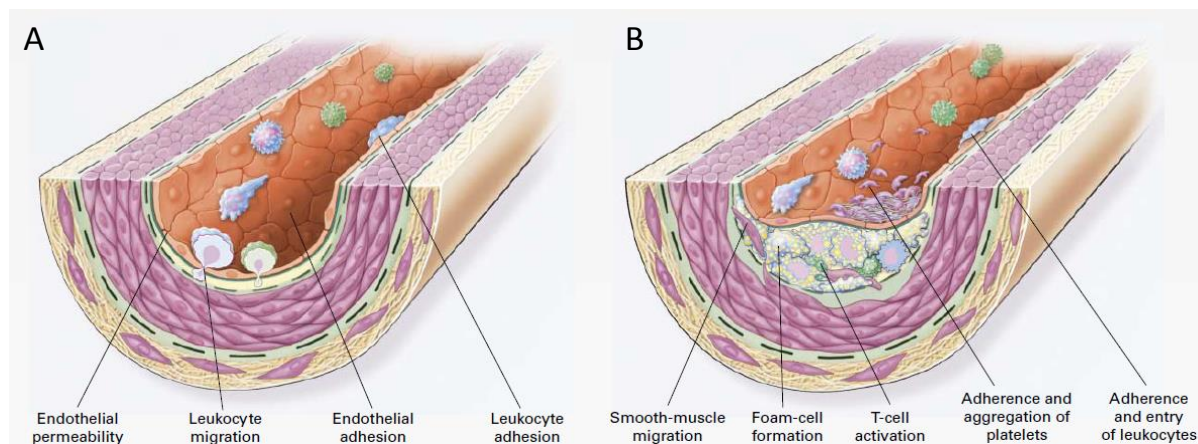 A
B
Endothelial
permeability
Leukocyte
migration
Endothelial
adhesion
Leukocyte
adhesion
Smooth-muscle
migration
Foam-cell
formation
T-cell
activation
Adherence and
aggregation of
platelets
Adherence
and entry
of leukocytes